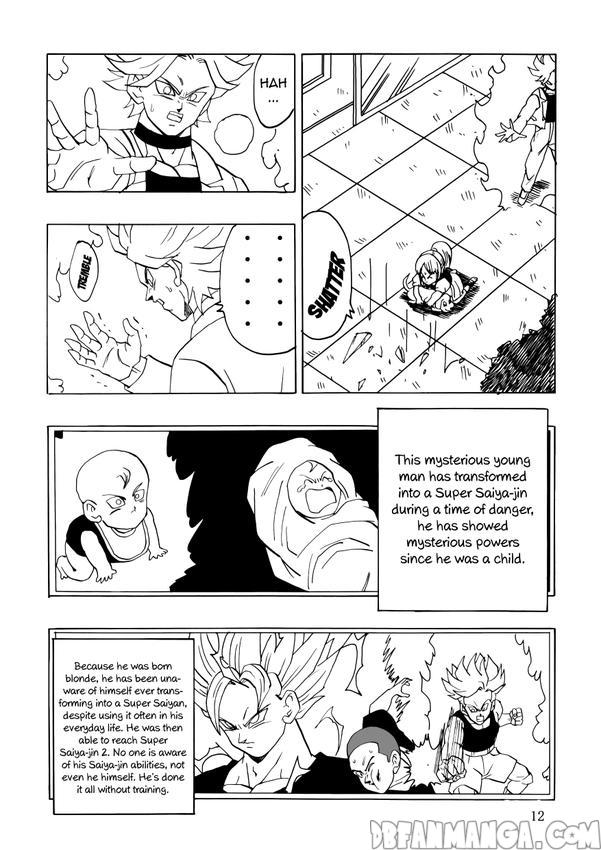 HAH
...
SHATTER
TREMBLE
.....
.....
This mysterious young
man has transformed
into a Super Saiya-jin
during a time of danger,
he has showed
mysterious powers
since he was a child.
Because he was born
blonde, he has been una-
ware of himself ever trans-
forming into a Super Saiyan,
despite using it often in his
everyday life. He was then
able to reach Super
Saiya-jin 2. No one is aware
of his Saiya-jin abilities, not
even he himself. He's done
it all without training.
12
DBFANMANGA.COM